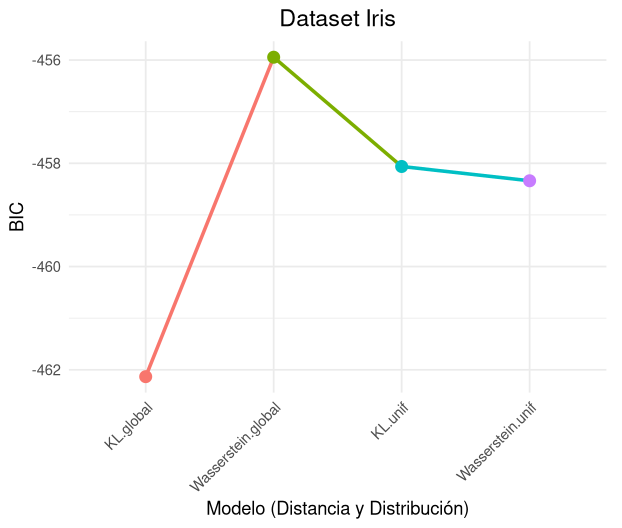 Dataset Iris
BIC
-456
-458
-460
-462
KL.global
Wasserstein.global
KL.unif
Wasserstein.unif
Modelo (Distancia y Distribución)